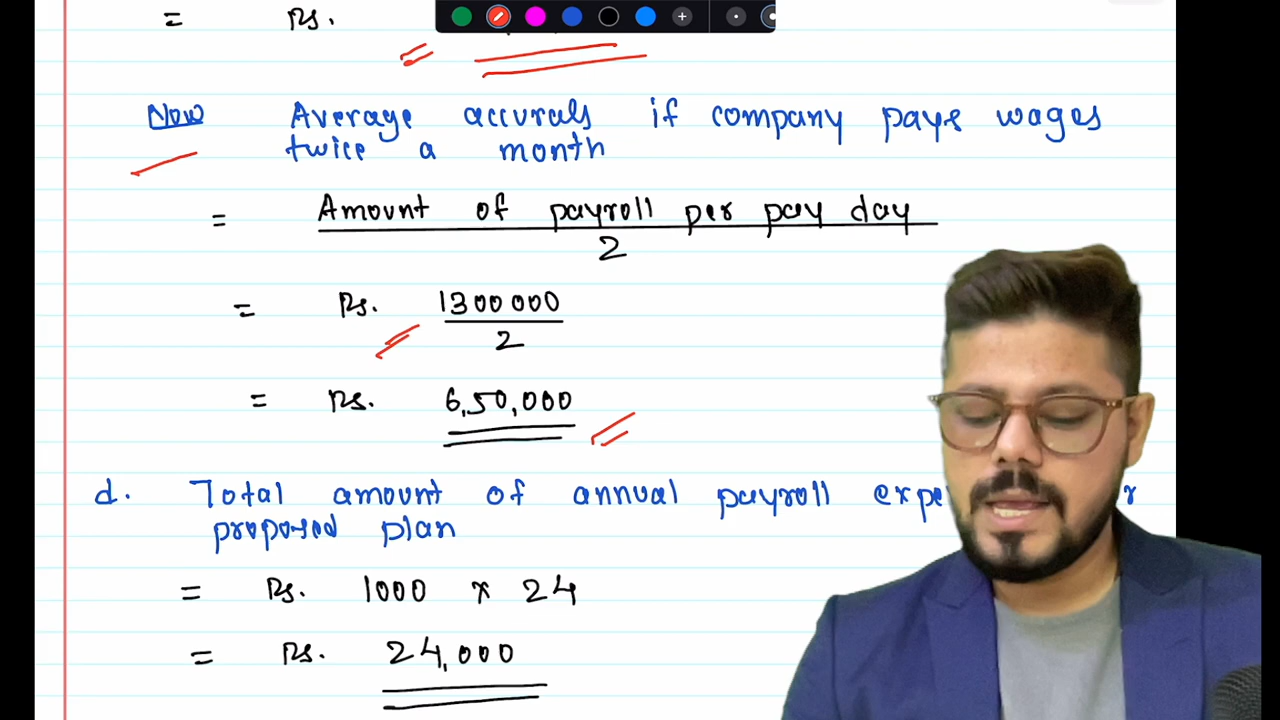 = Rs.
Now Average accurals if company pays wages
twice a month
= Amount of payroll per pay day
2
= Rs. 1300000
2
= Rs. 6,50,000
d. Total amount of annual payroll expe r
proposed plan
= Rs. 1000 x 24
= Rs. 24,000